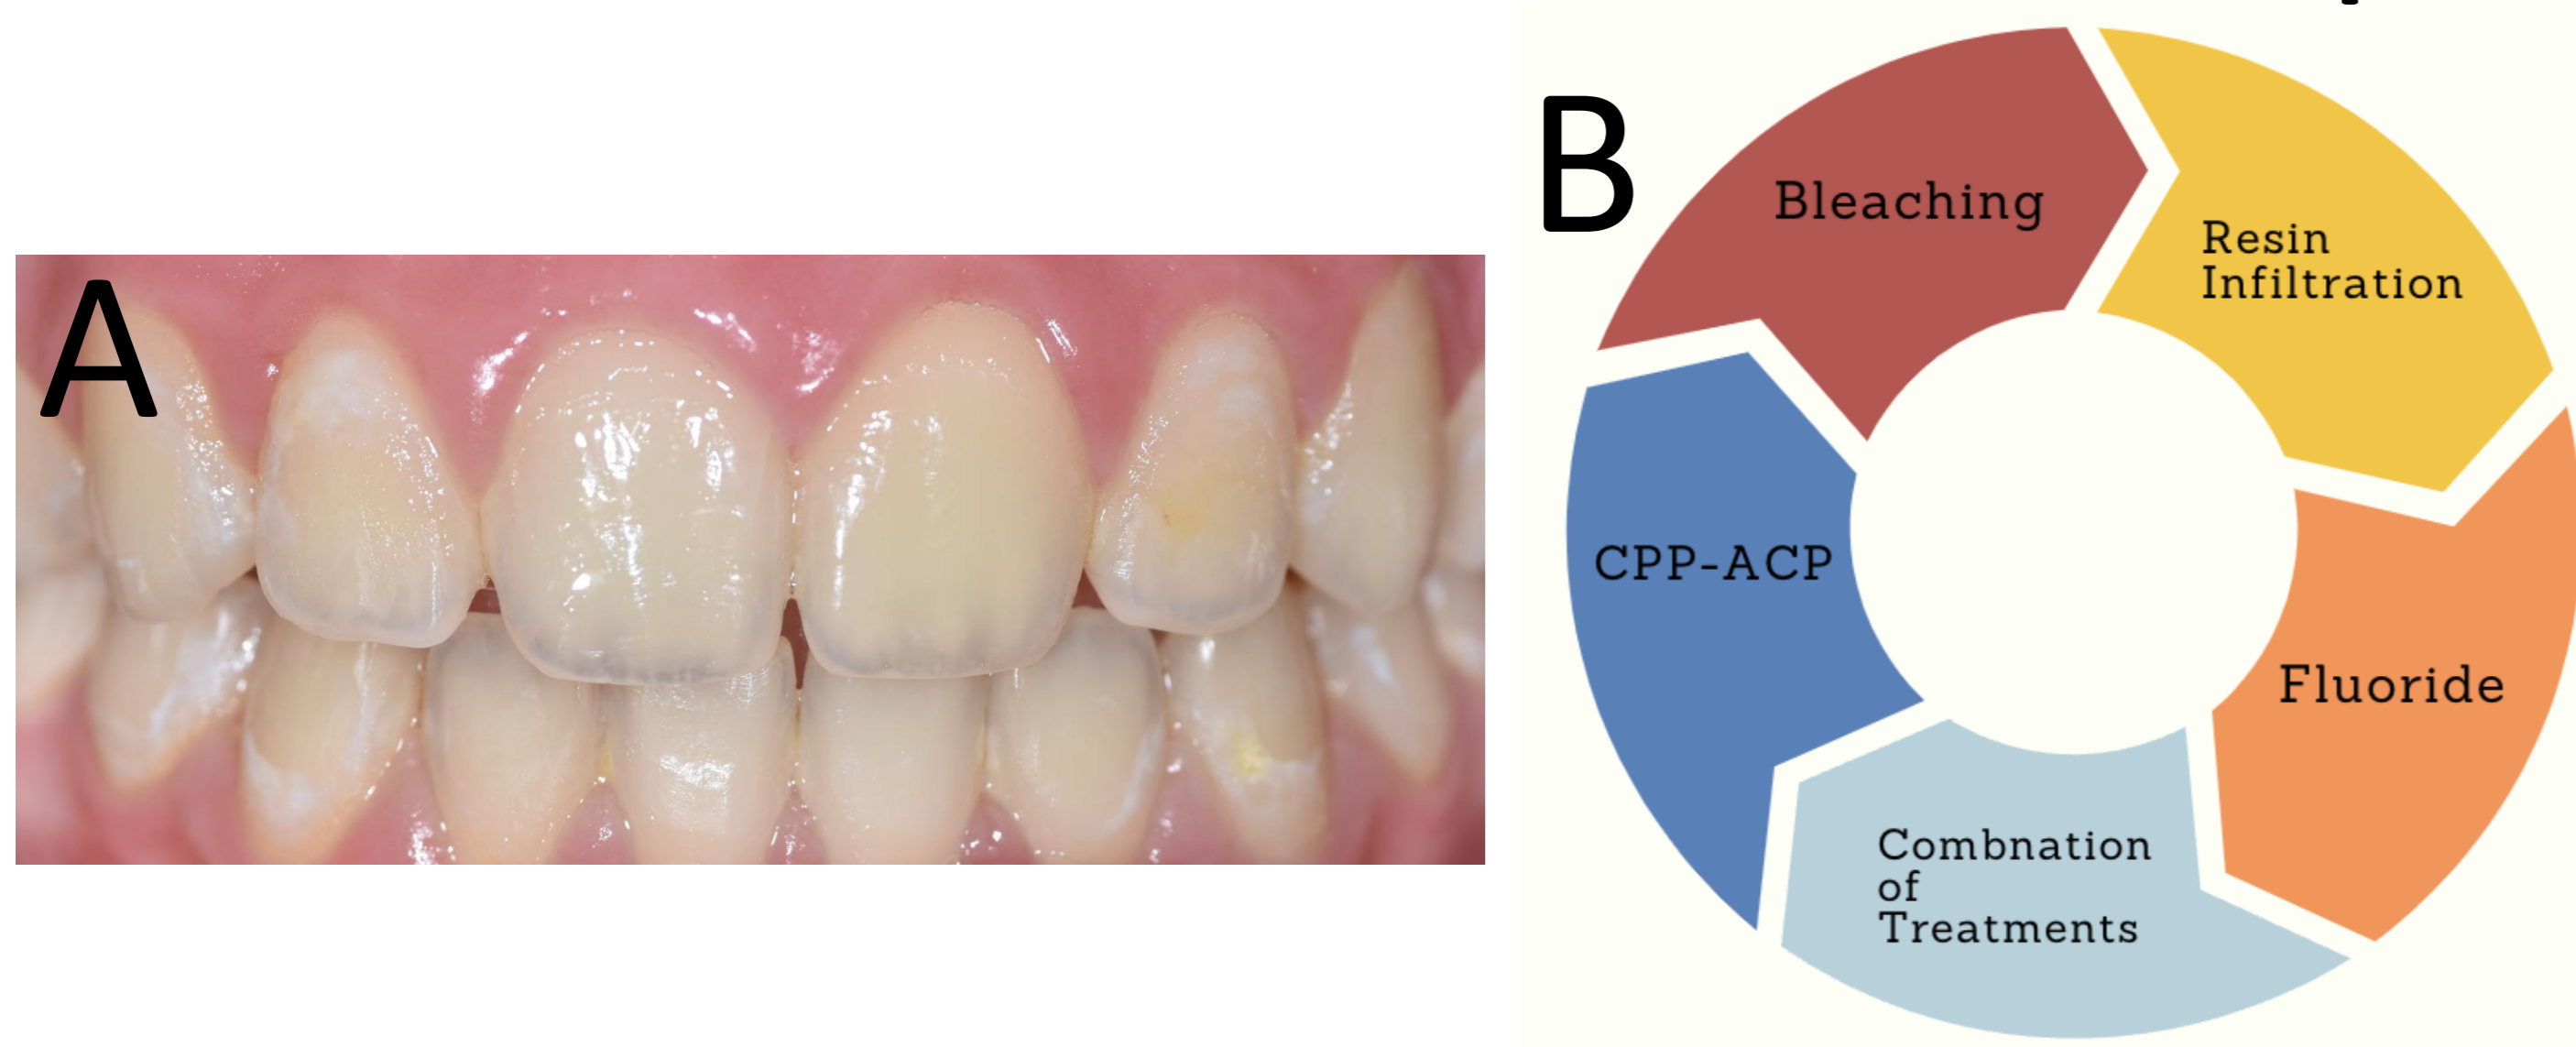 A
B
Bleaching
Resin
Infiltration
Fluoride
Combnation
of
Treatments
CPP-ACP